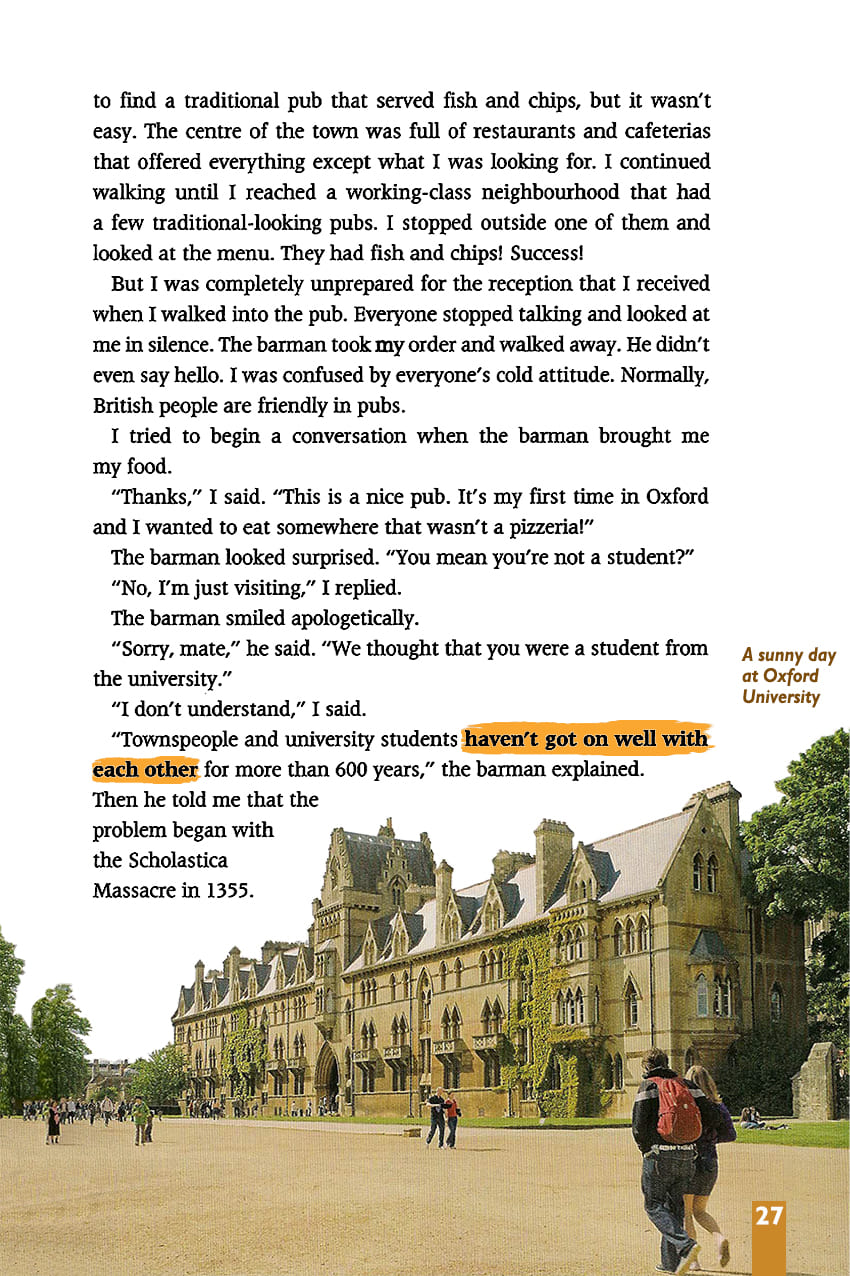 to find a traditional pub that served fish and chips, but it wasn't
easy. The centre of the town was full of restaurants and cafeterias
that offered everything except what I was looking for. I continued
walking until I reached a working-class neighbourhood that had
a few traditional-looking pubs. I stopped outside one of them and
looked at the menu. They had fish and chips! Success!
But I was completely unprepared for the reception that I received
when I walked into the pub. Everyone stopped talking and looked at
me in silence. The barman took my order and walked away. He didn't
even say hello. I was confused by everyone's cold attitude. Normally,
British people are friendly in pubs.
I tried to begin a conversation when the barman brought me
my food.
"Thanks," I said. "This is a nice pub. It's my first time in Oxford
and I wanted to eat somewhere that wasn't a pizzeria!"
The barman looked surprised. "You mean you're not a student?"
"No, I'm just visiting," I replied.
The barman smiled apologetically.
"Sorry, mate," he said. "We thought that you were a student from
the university."
"I don't understand," I said.
"Townspeople and university students haven't got on well with
each other for more than 600 years," the barman explained.
Then he told me that the
problem began with
the Scholastica
Massacre in 1355.
A sunny day
at Oxford
University
27